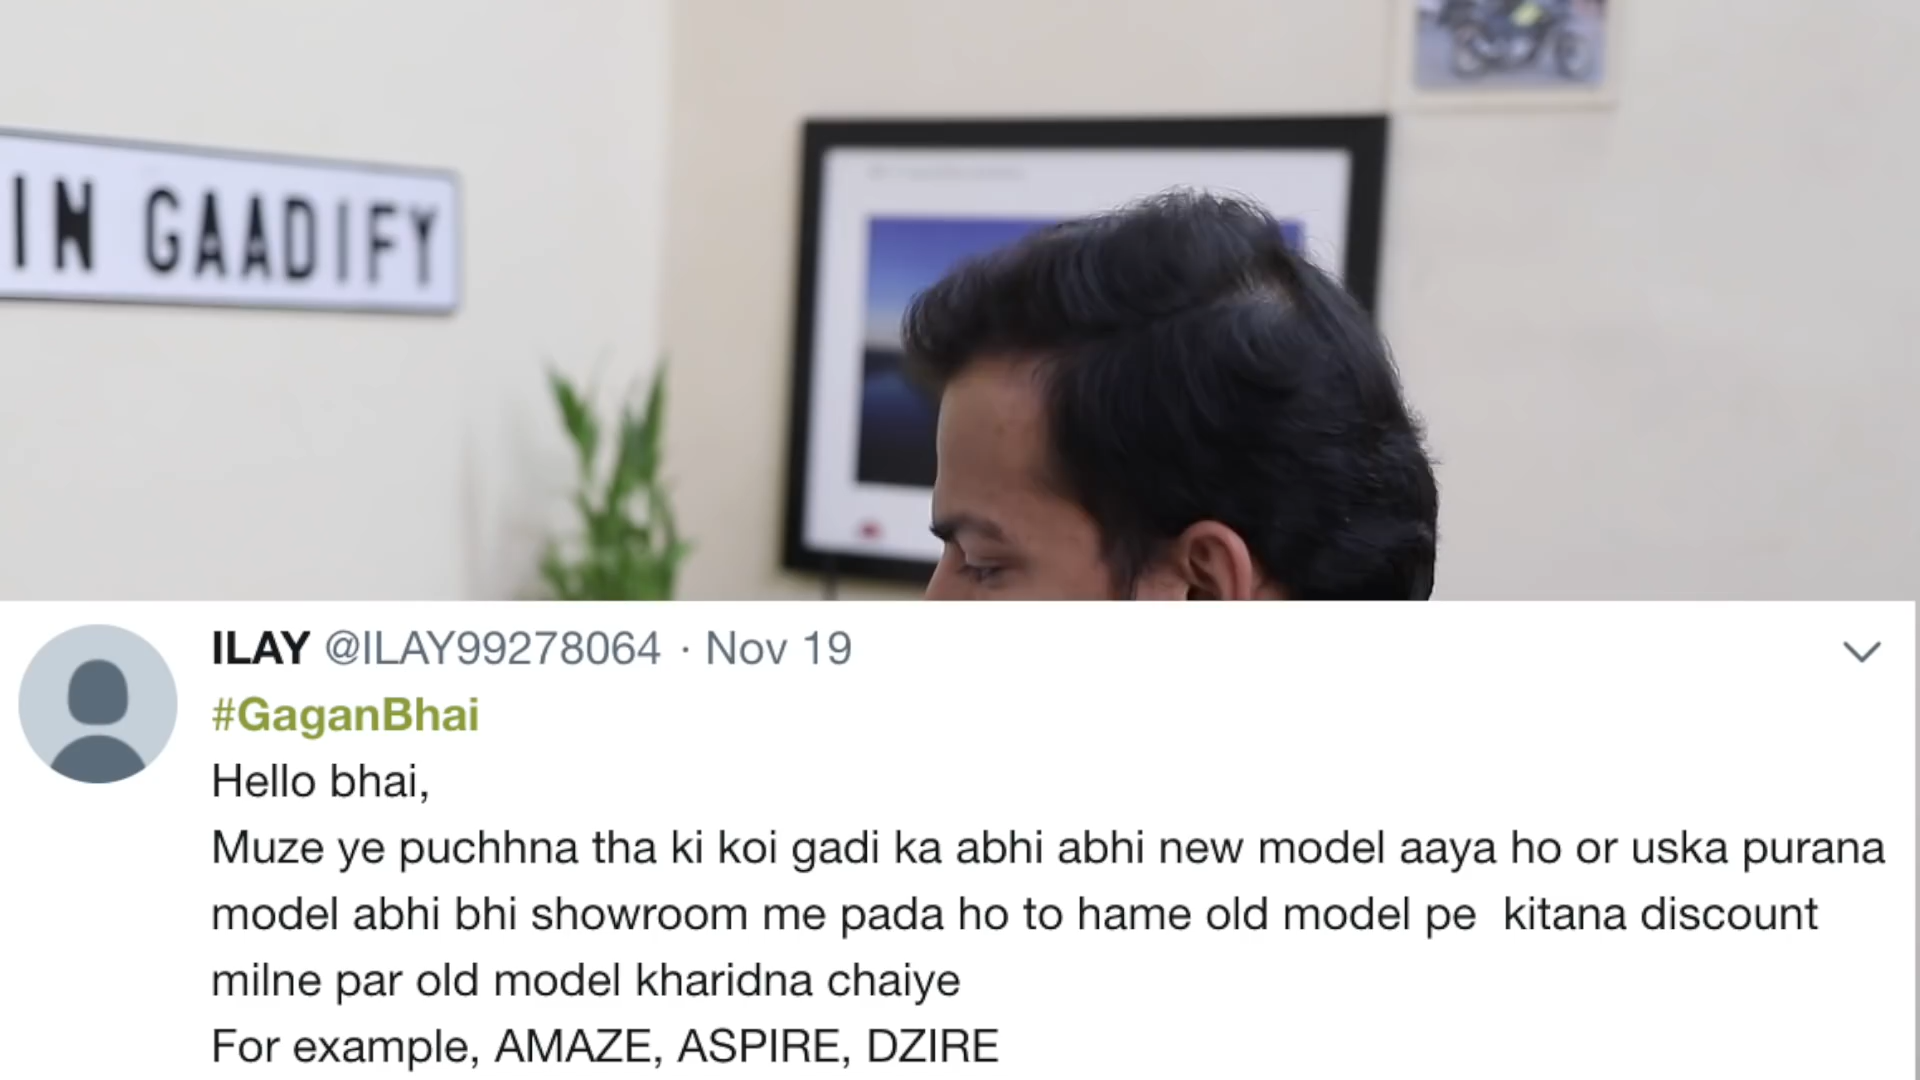 IN GAADIFY
ILAY @ILAY99278064 · Nov 19
#GaganBhai
Hello bhai,
Muze ye puchhna tha ki koi gadi ka abhi abhi new model aaya ho or uska purana
model abhi bhi showroom me pada ho to hame old model pe  kitana discount
milne par old model kharidna chaiye
For example, AMAZE, ASPIRE, DZIRE